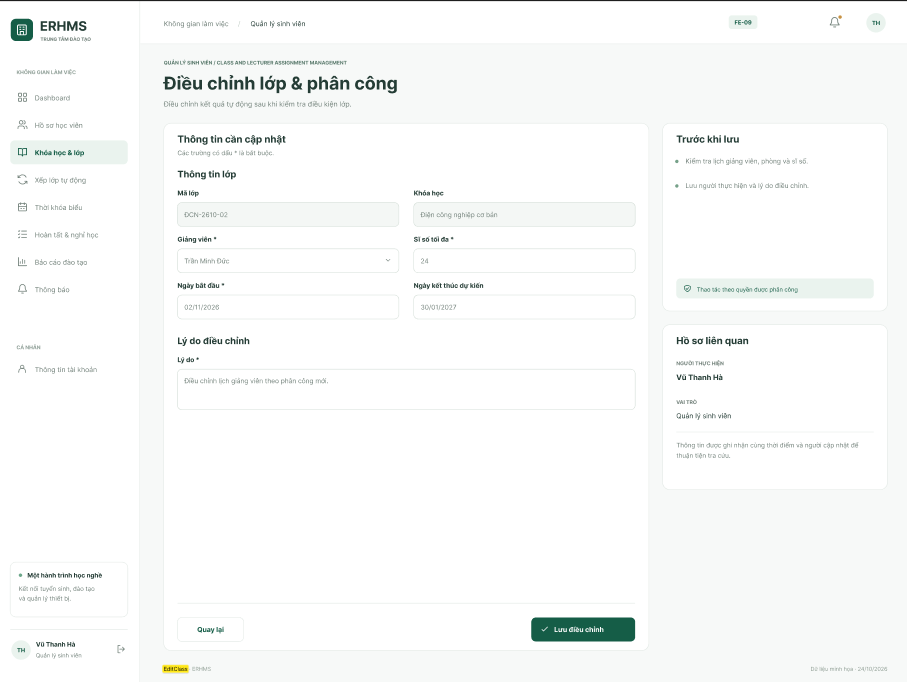 ERHMS
TRUNG TÂM ĐÀO TẠO
KHÔNG GIAN LÀM VIỆC
Dashboard
Hồ sơ học viên
Khóa học & lớp
Xếp lớp tự động
Thời khóa biểu
Hoàn tất & nghỉ học
Báo cáo đào tạo
Thông báo
CÁ NHÂN
Thông tin tài khoản
Một hành trình học nghề
Kết nối tuyển sinh, đào tạo
và quản lý thiết bị.
TH
Vũ Thanh Hà
Quản lý sinh viên
Không gian làm việc / Quản lý sinh viên
FE-09
TH
QUẢN LÝ SINH VIÊN / CLASS AND LECTURER ASSIGNMENT MANAGEMENT
Điều chỉnh lớp & phân công
Điều chỉnh kết quả tự động sau khi kiểm tra điều kiện lớp.
Thông tin cần cập nhật
Các trường có dấu * là bắt buộc.
Thông tin lớp
Mã lớp
ĐCN-2610-02
Khóa học
Điện công nghiệp cơ bản
Giảng viên *
Trần Minh Đức
Sĩ số tối đa *
24
Ngày bắt đầu *
02/11/2026
Ngày kết thúc dự kiến
30/01/2027
Lý do điều chỉnh
Lý do *
Điều chỉnh lịch giảng viên theo phân công mới.
Quay lại
Lưu điều chỉnh
Trước khi lưu
Kiểm tra lịch giảng viên, phòng và sĩ số.
Lưu người thực hiện và lý do điều chỉnh.
Thao tác theo quyền được phân công
Hồ sơ liên quan
NGƯỜI THỰC HIỆN
Vũ Thanh Hà
VAI TRÒ
Quản lý sinh viên
Thông tin được ghi nhận cùng thời điểm và người cập nhật để
thuận tiện tra cứu.
EditClass · ERHMS
Dữ liệu minh họa · 24/10/2026